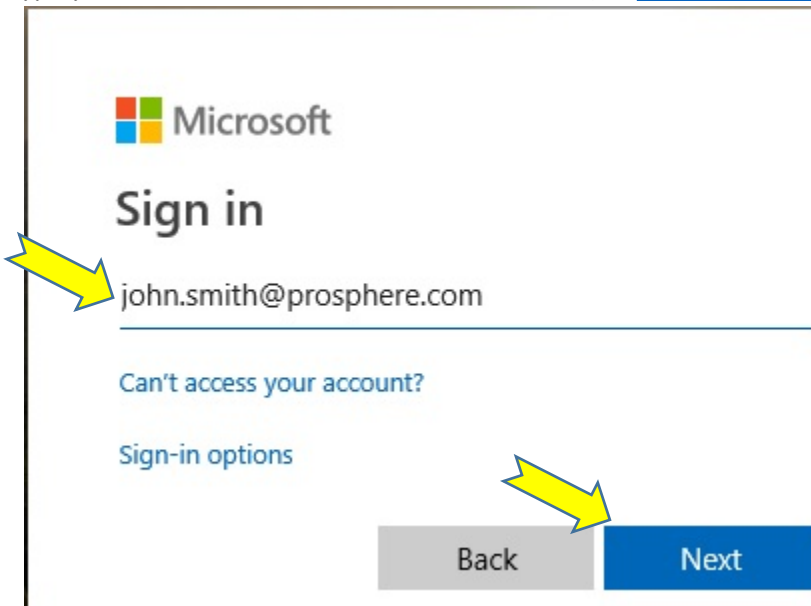 Microsoft
Sign in
john.smith@prosphere.com
Can't access your account?
Sign-in options
Back Next